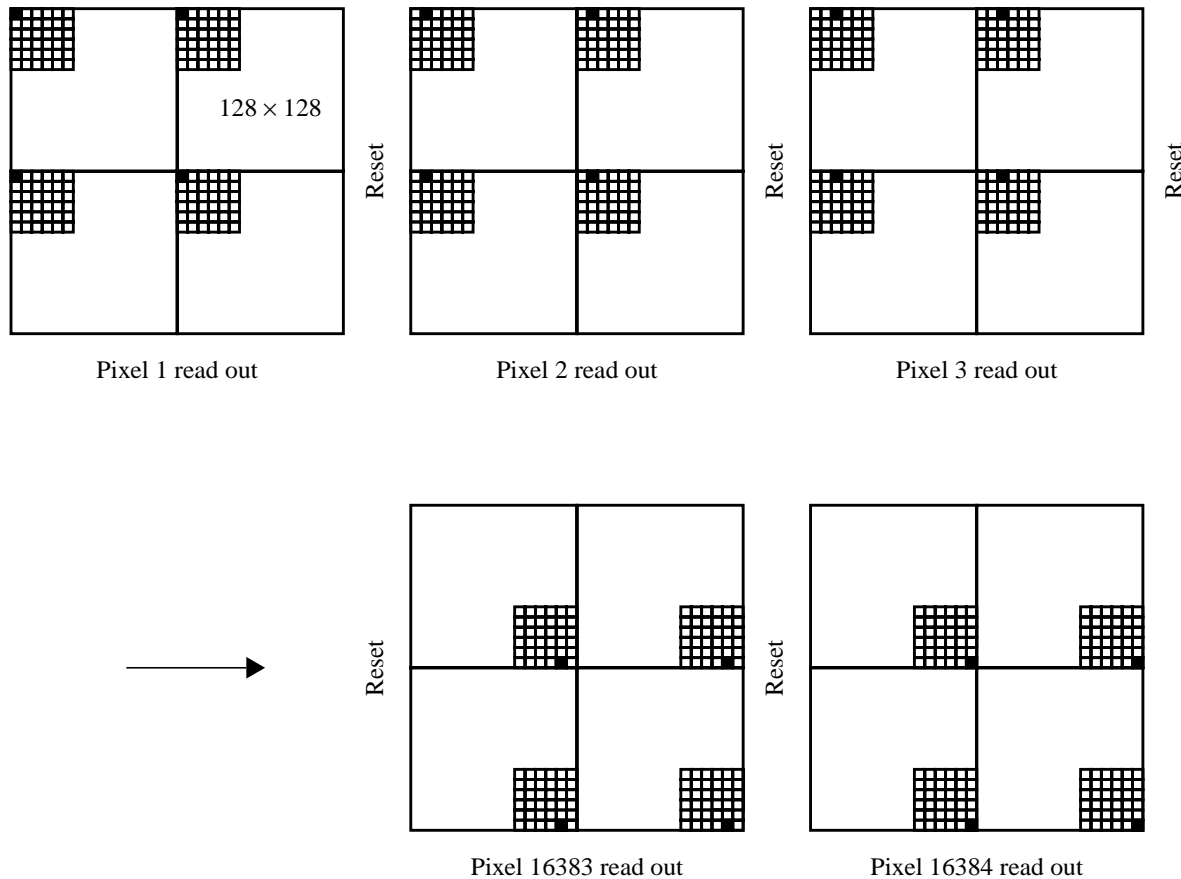 128 × 128
Reset
Reset
Reset
Pixel 1 read out
Pixel 2 read out
Pixel 3 read out
Reset
Reset
Pixel 16383 read out
Pixel 16384 read out